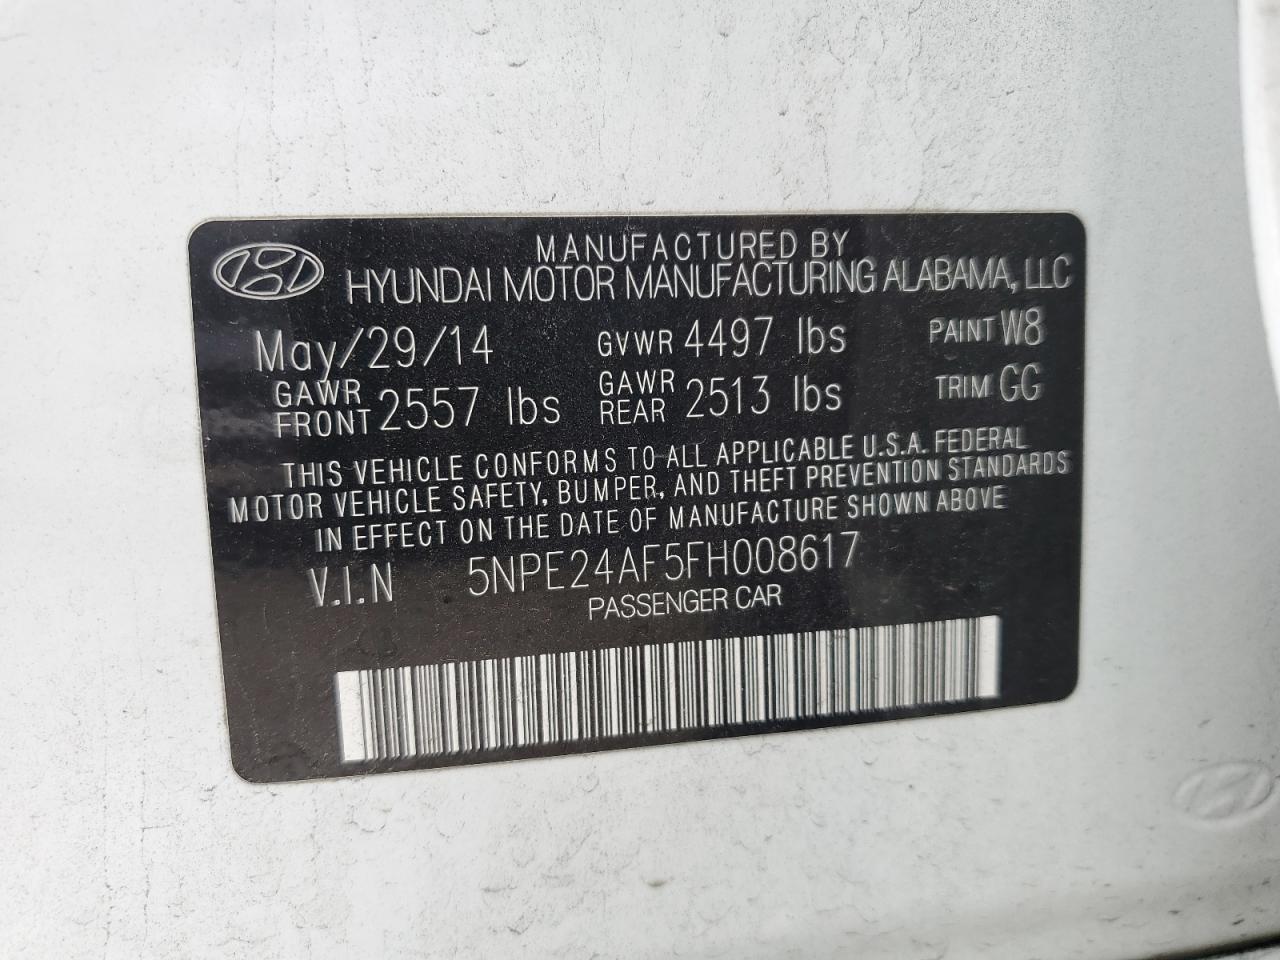 MANUFACTURED BY
HYUNDAI MOTOR MANUFACTURING ALABAMA, LLC
May/29/14 GVWR 4497 lbs PAINT W8
GAWR FRONT 2557 lbs GAWR REAR 2513 lbs TRIM GG
THIS VEHICLE CONFORMS TO ALL APPLICABLE U.S.A. FEDERAL
MOTOR VEHICLE SAFETY, BUMPER, AND THEFT PREVENTION STANDARDS
IN EFFECT ON THE DATE OF MANUFACTURE SHOWN ABOVE
V.I.N 5NPE24AF5FH008617
PASSENGER CAR